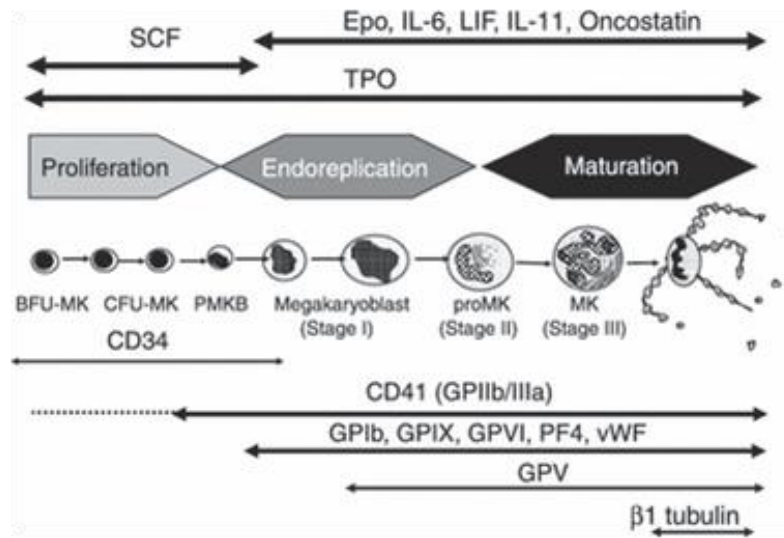 Epo, IL-6, LIF, IL-11, Oncostatin
SCF
TPO
Proliferation
Endoreplication
Maturation
BFU-MK
CFU-MK
PMKB
Megakaryoblast
(Stage I)
proMK
(Stage II)
MK
(Stage III)
CD34
CD41 (GPIIb/IIIa)
GPIb, GPIX, GPVI, PF4, vWF
GPV
β1 tubulin